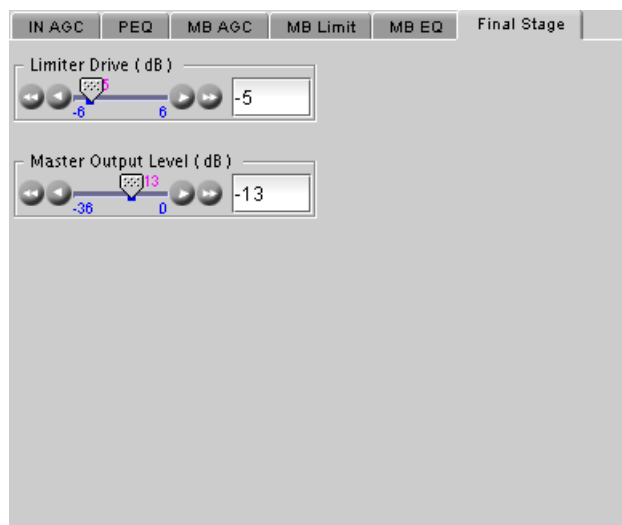 IN AGC PEQ MB AGC MB Limit MB EQ Final Stage
Limiter Drive ( dB )
-5
-6 6
Master Output Level ( dB )
13
-13
-36 0